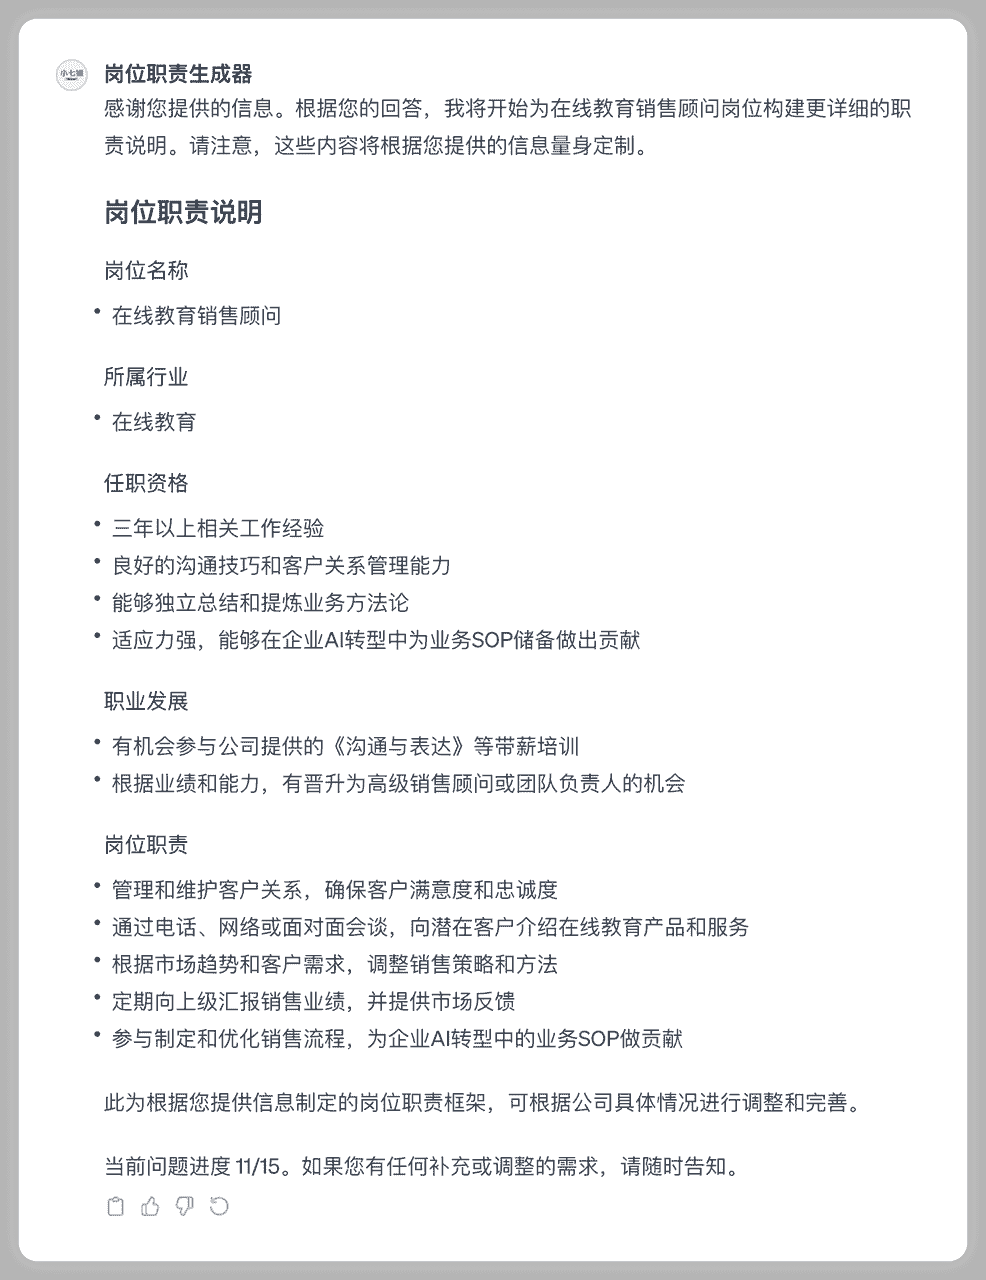 小七姐
岗位职责生成器
感谢您提供的信息。根据您的回答，我将开始为在线教育销售顾问岗位构建更详细的职
责说明。请注意，这些内容将根据您提供的信息量身定制。
岗位职责说明
岗位名称
• 在线教育销售顾问
所属行业
• 在线教育
任职资格
• 三年以上相关工作经验
• 良好的沟通技巧和客户关系管理能力
• 能够独立总结和提炼业务方法论
• 适应力强，能够在企业AI转型中为业务SOP储备做出贡献
职业发展
• 有机会参与公司提供的《沟通与表达》等带薪培训
• 根据业绩和能力，有晋升为高级销售顾问或团队负责人的机会
岗位职责
• 管理和维护客户关系，确保客户满意度和忠诚度
• 通过电话、网络或面对面会谈，向潜在客户介绍在线教育产品和服务
• 根据市场趋势和客户需求，调整销售策略和方法
• 定期向上级汇报销售业绩，并提供市场反馈
• 参与制定和优化销售流程，为企业AI转型中的业务SOP做贡献
此为根据您提供信息制定的岗位职责框架，可根据公司具体情况进行调整和完善。
当前问题进度 11/15。如果您有任何补充或调整的需求，请随时告知。